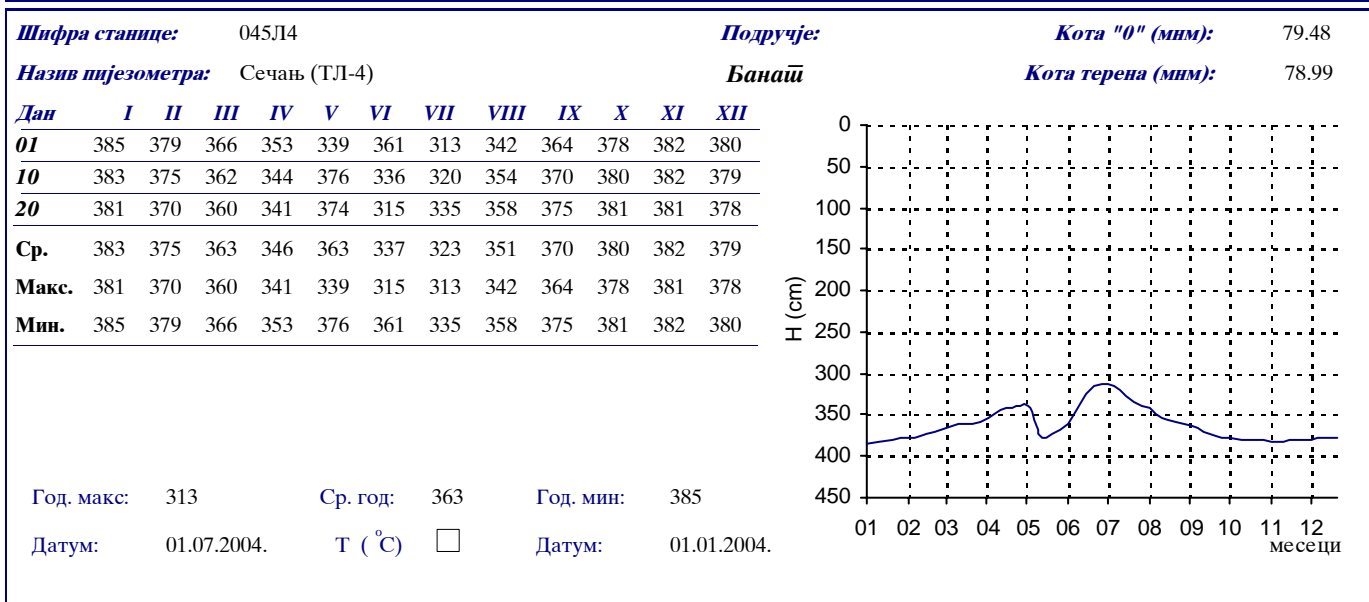 Шифра станице: 045Л4 Подручје: Кота "0" (мнм): 79.48
Назив пијезометра: Сечањ (ТЛ-4) Банат Кота терена (мнм): 78.99
Дан I II III IV V VI VII VIII IX X XI XII
01 385 379 366 353 339 361 313 342 364 378 382 380
10 383 375 362 344 376 336 320 354 370 380 382 379
20 381 370 360 341 374 315 335 358 375 381 381 378
Ср. 383 375 363 346 363 337 323 351 370 380 382 379
Макс. 381 370 360 341 339 315 313 342 364 378 381 378
Мин. 385 379 366 353 376 361 335 358 375 381 382 380
Год. макс: 313 Ср. год: 363 Год. мин: 385
Датум: 01.07.2004. Т ( °C) Датум: 01.01.2004.
H (cm)
0
50
100
150
200
250
300
350
400
450
01 02 03 04 05 06 07 08 09 10 11 12
месеци